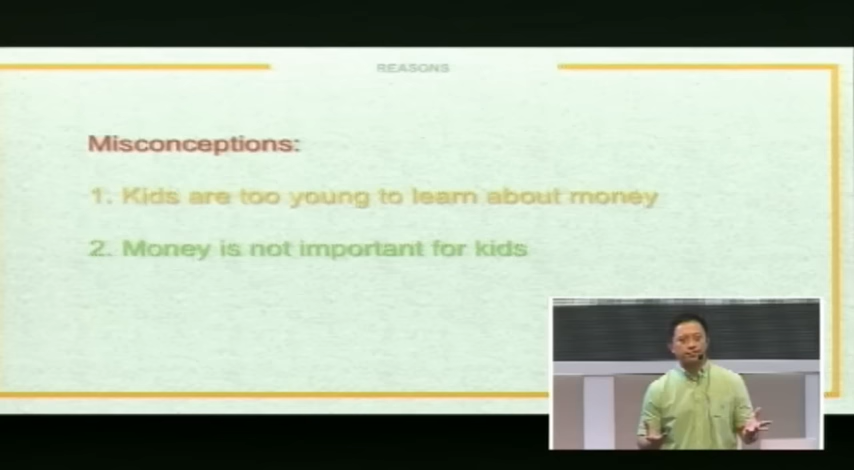 REASONS
Misconceptions:
1. Kids are too young to learn about money
2. Money is not important for kids